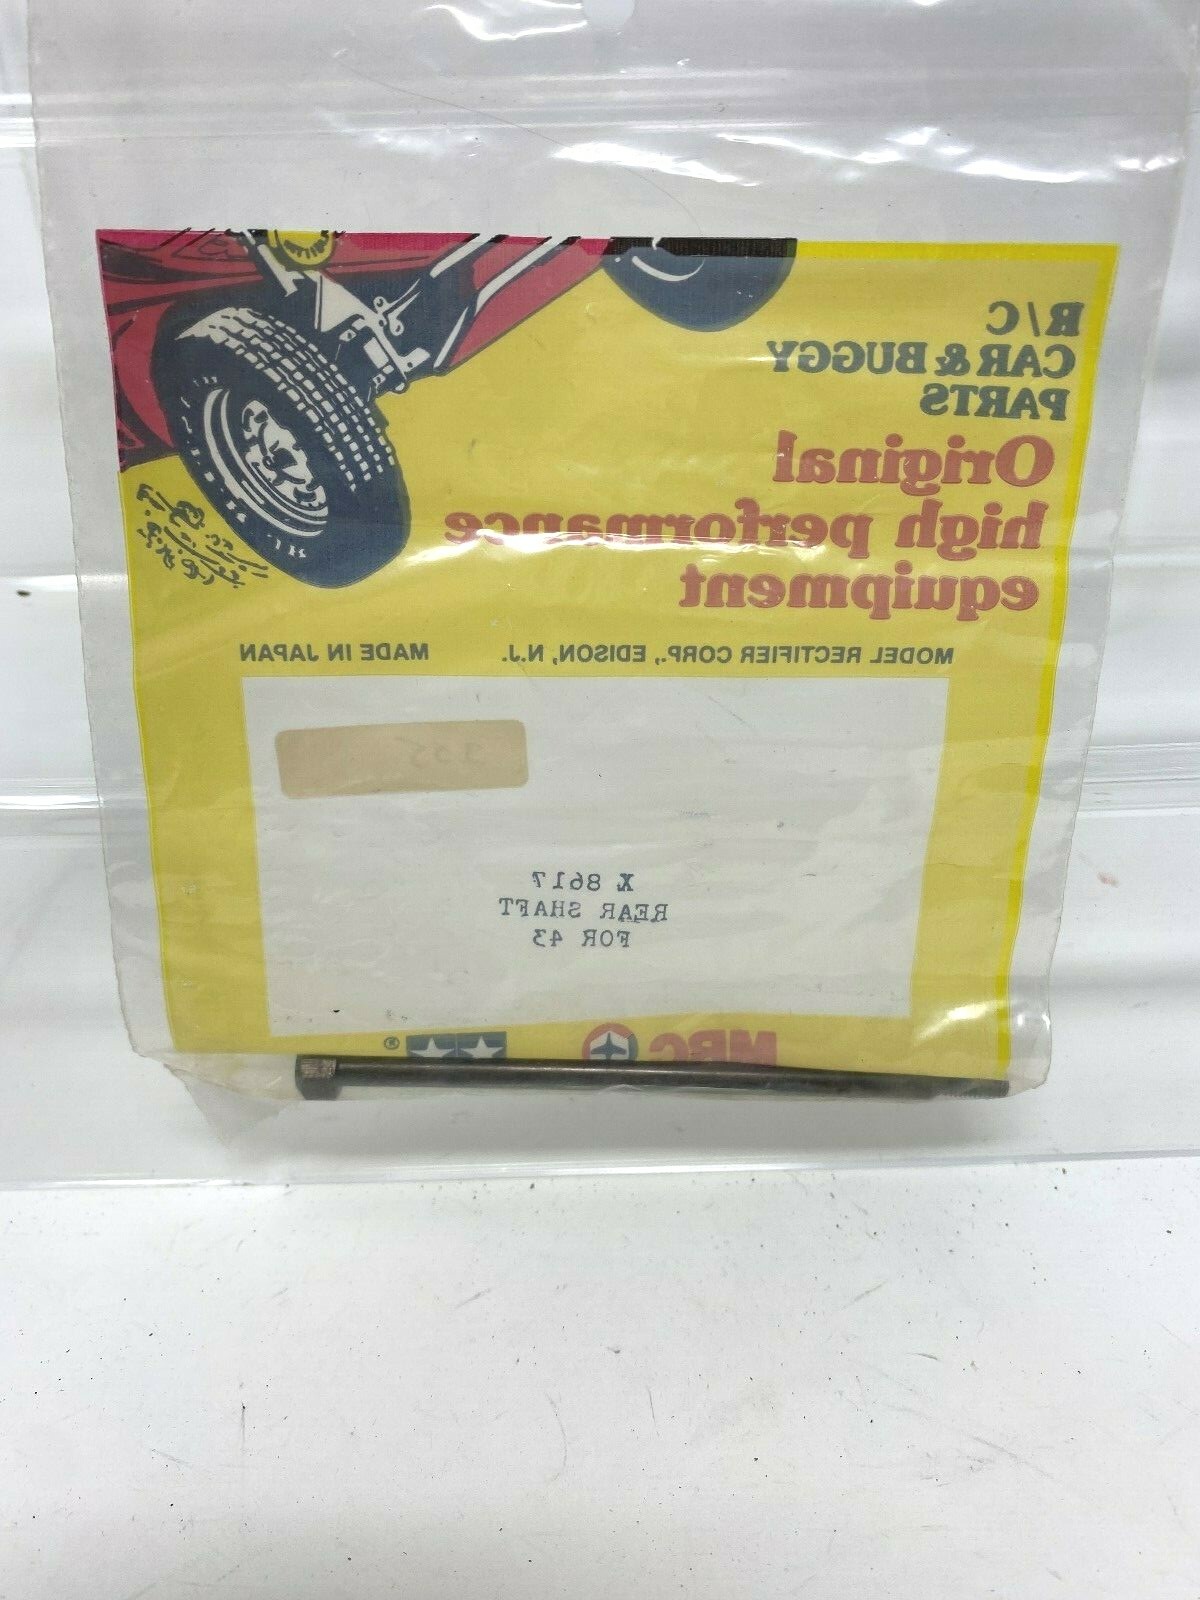 R/C
CAR & BUGGY
PARTS
Original
high performance
equipment
MODEL RECTIFIER CORP., EDISON, N.J. MADE IN JAPAN
X 8617
REAR SHAFT
FOR 43
MRC ®